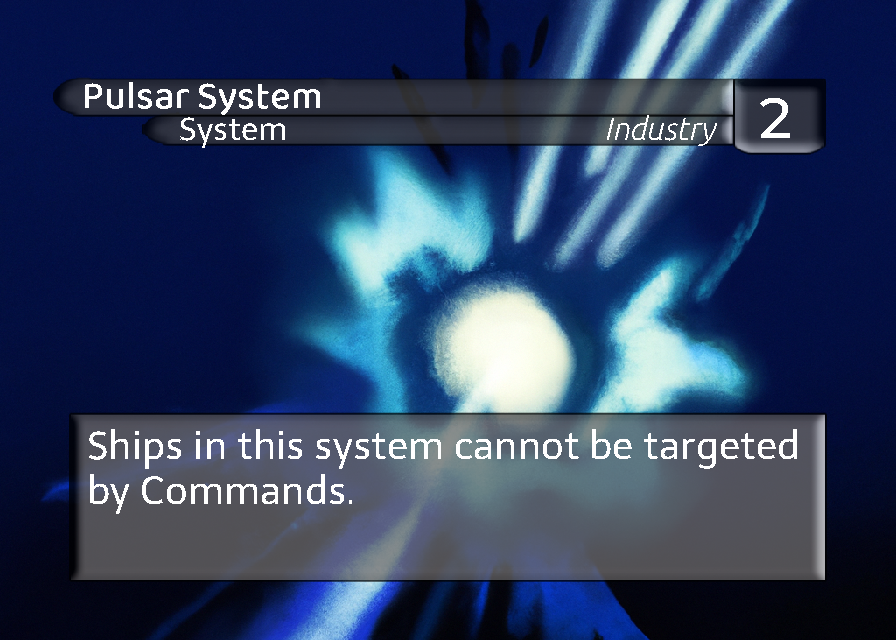 Pulsar System
System
Industry
2
Ships in this system cannot be targeted
by Commands.